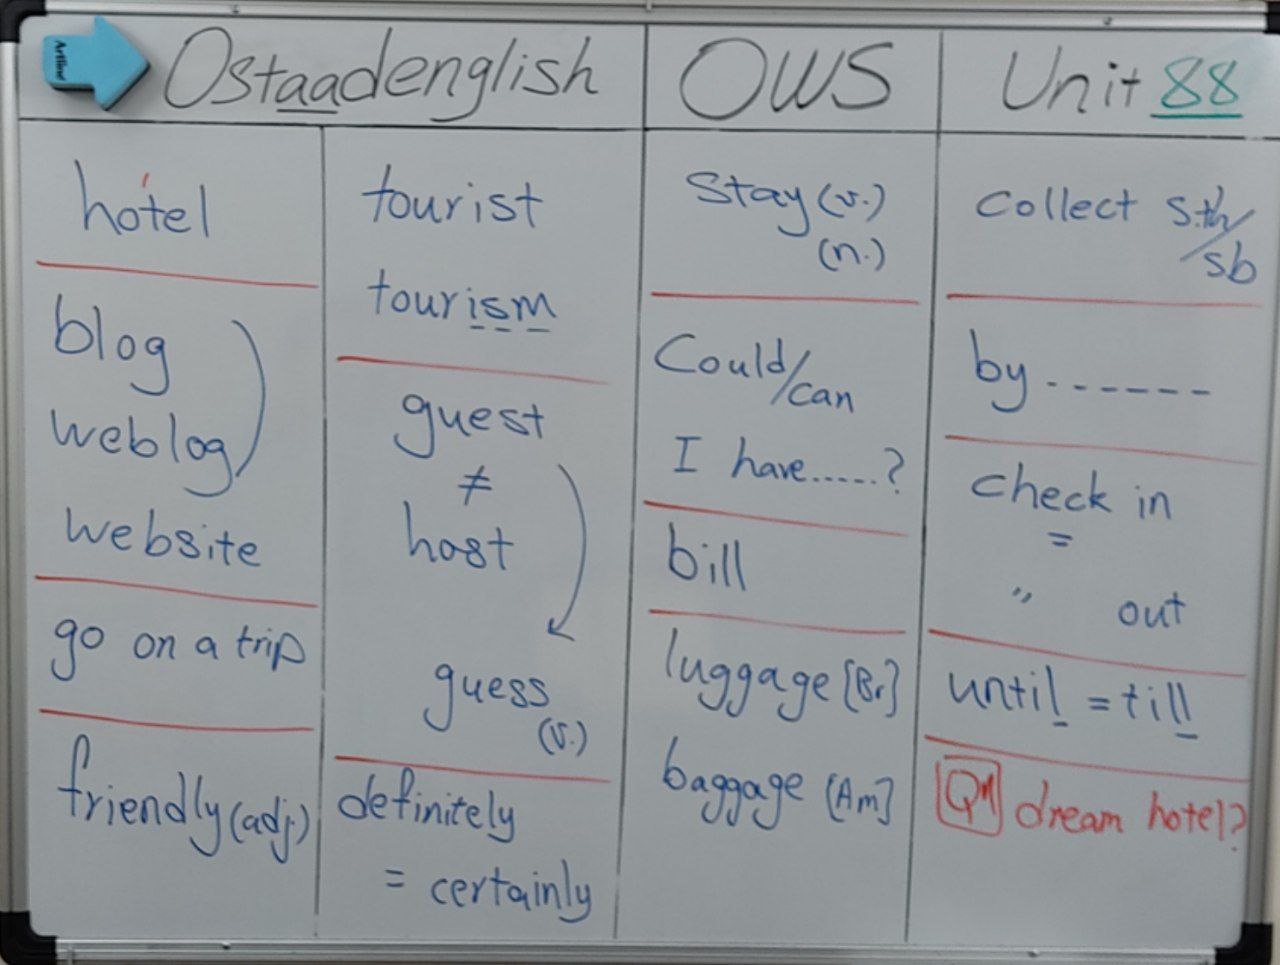 Artline
Ostaadenglish
OWS
Unit 88
hotel
blog
weblog
website
go on a trip
friendly (adj.)
tourist
tourism
guest
≠
host
guess
(v.)
definitely
= certainly
Stay (v.)
(n.)
Could/can
I have......?
bill
luggage [Br]
baggage [Am]
collect s.th/
sb
by ------
check in
=
" out
until = till
Qn dream hotel?